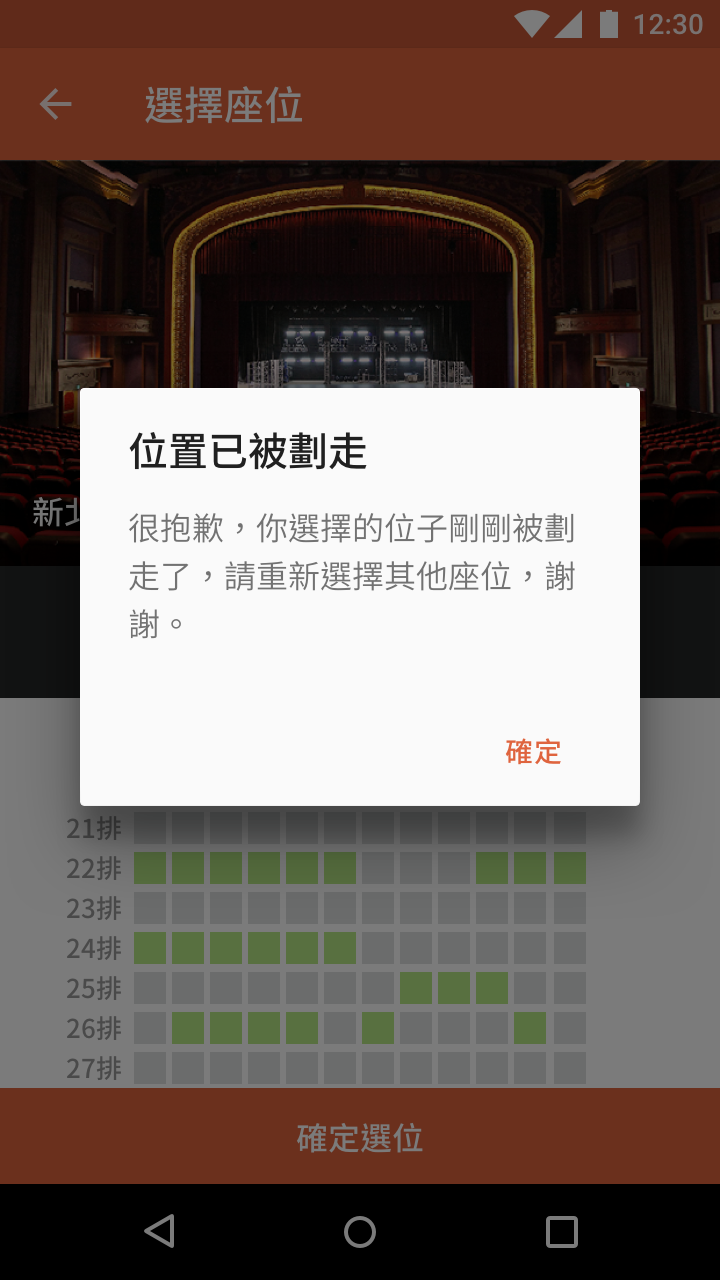 12:30
選擇座位
新北
位置已被劃走
很抱歉，你選擇的位子剛剛被劃
走了，請重新選擇其他座位，謝
謝。
確定
21排
22排
23排
24排
25排
26排
27排
確定選位